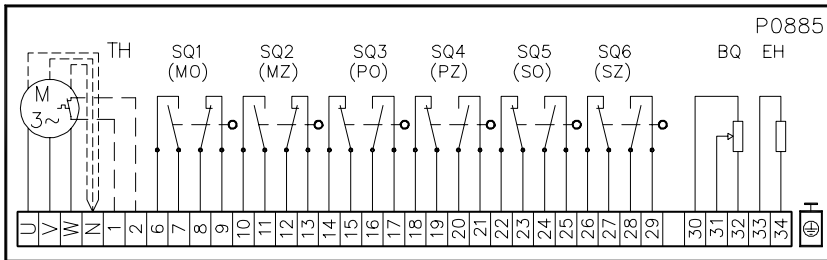 P0885
TH SQ1 SQ2 SQ3 SQ4 SQ5 SQ6 BQ EH
(MO) (MZ) (PO) (PZ) (SO) (SZ)
M
3~
U V W N 1 2 6 7 8 9 10 11 12 13 14 15 16 17 18 19 20 21 22 23 24 25 26 27 28 29 30 31 32 33 34